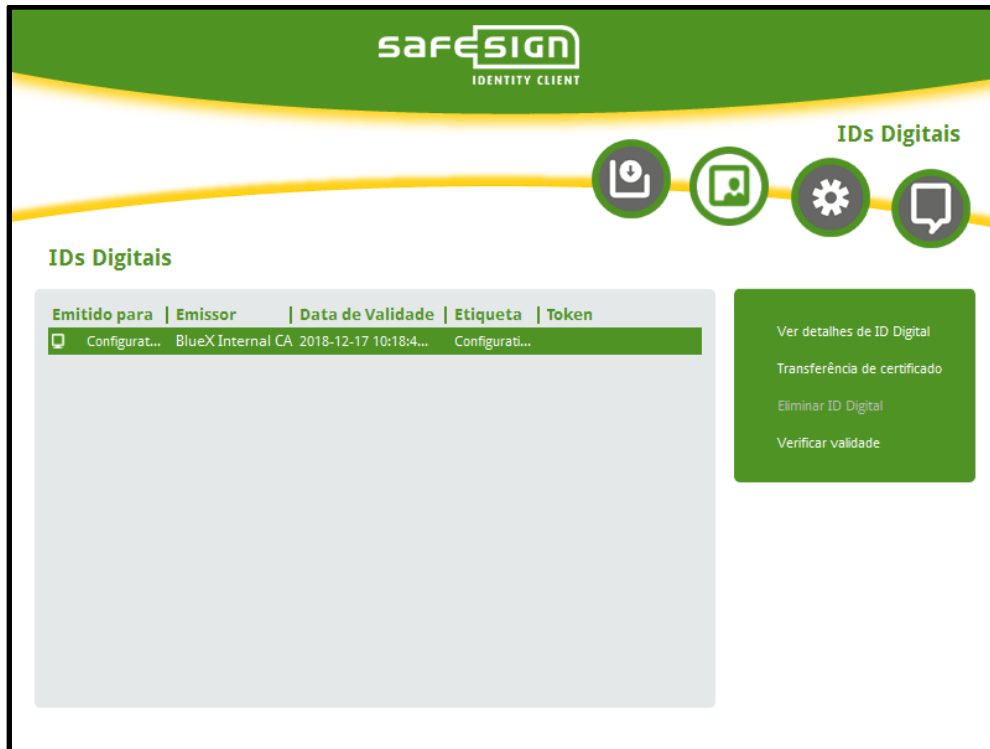 safesign
IDENTITY CLIENT
IDs Digitais
IDs Digitais
Emitido para | Emissor | Data de Validade | Etiqueta | Token
Configurat... BlueX Internal CA 2018-12-17 10:18:4... Configurati...
Ver detalhes de ID Digital
Transferência de certificado
Eliminar ID Digital
Verificar validade